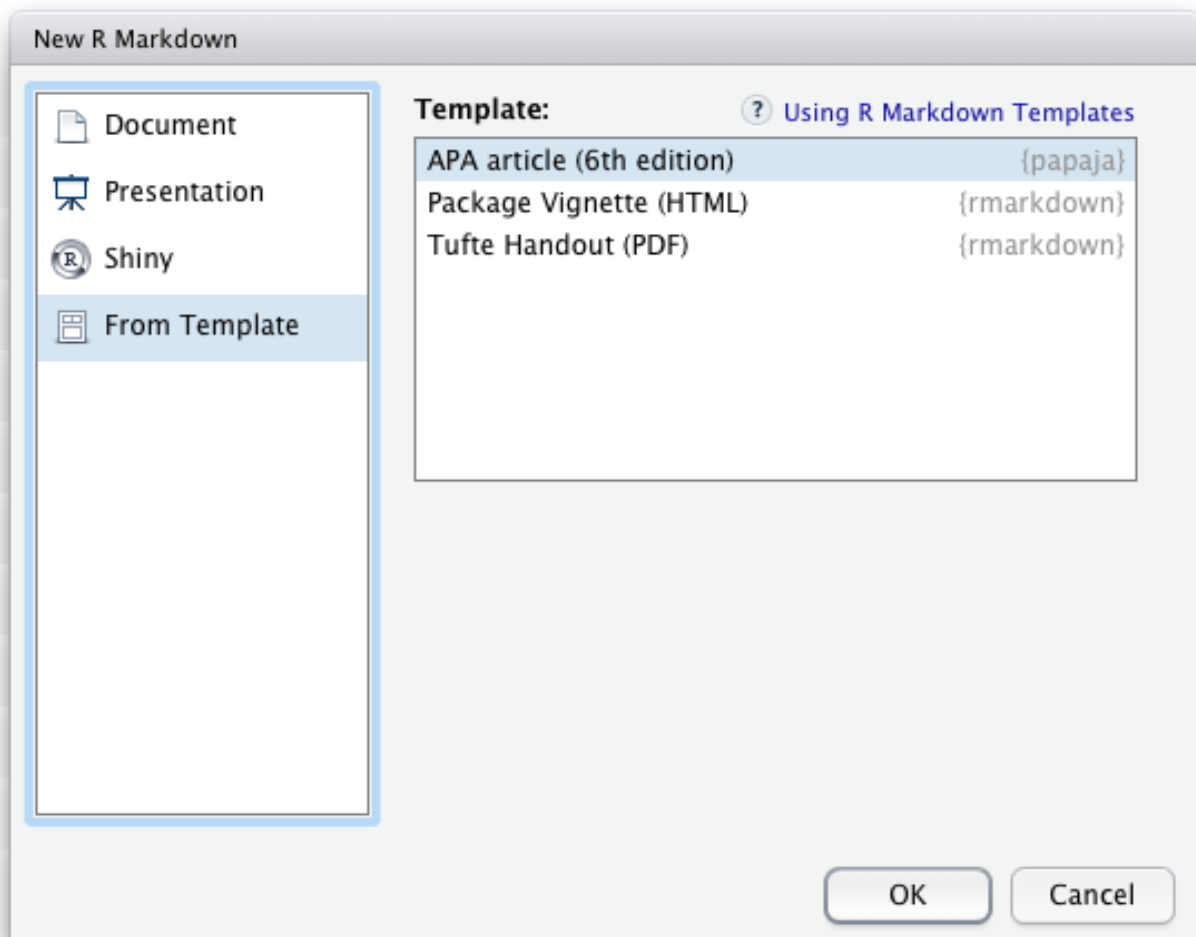 New R Markdown
Document
Presentation
Shiny
From Template
Template: ? Using R Markdown Templates
APA article (6th edition) {papaja}
Package Vignette (HTML) {rmarkdown}
Tufte Handout (PDF) {rmarkdown}
OK Cancel